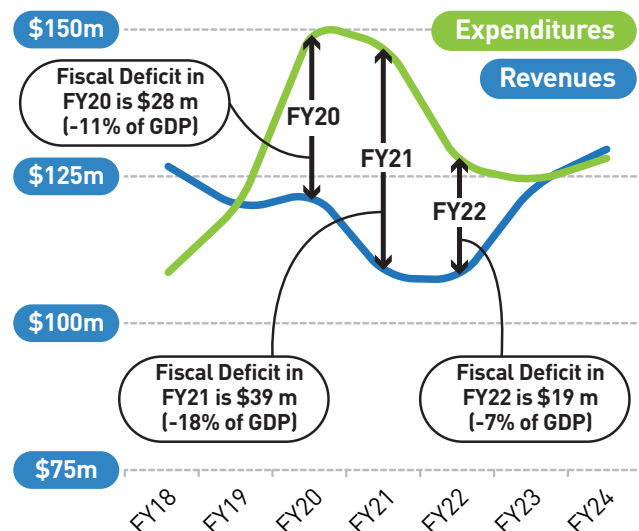 $150m
Expenditures
Revenues
Fiscal Deficit in
FY20 is $28 m
(-11% of GDP)
FY20
FY21
$125m
FY22
$100m
Fiscal Deficit in
FY21 is $39 m
(-18% of GDP)
Fiscal Deficit in
FY22 is $19 m
(-7% of GDP)
$75m
FY18
FY19
FY20
FY21
FY22
FY23
FY24